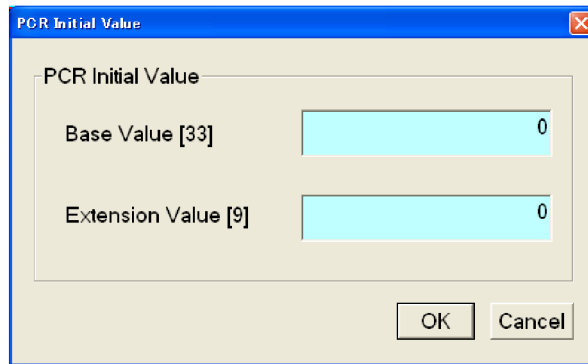 PCR Initial Value
PCR Initial Value
Base Value [33]
0
Extension Value [9]
0
OK Cancel